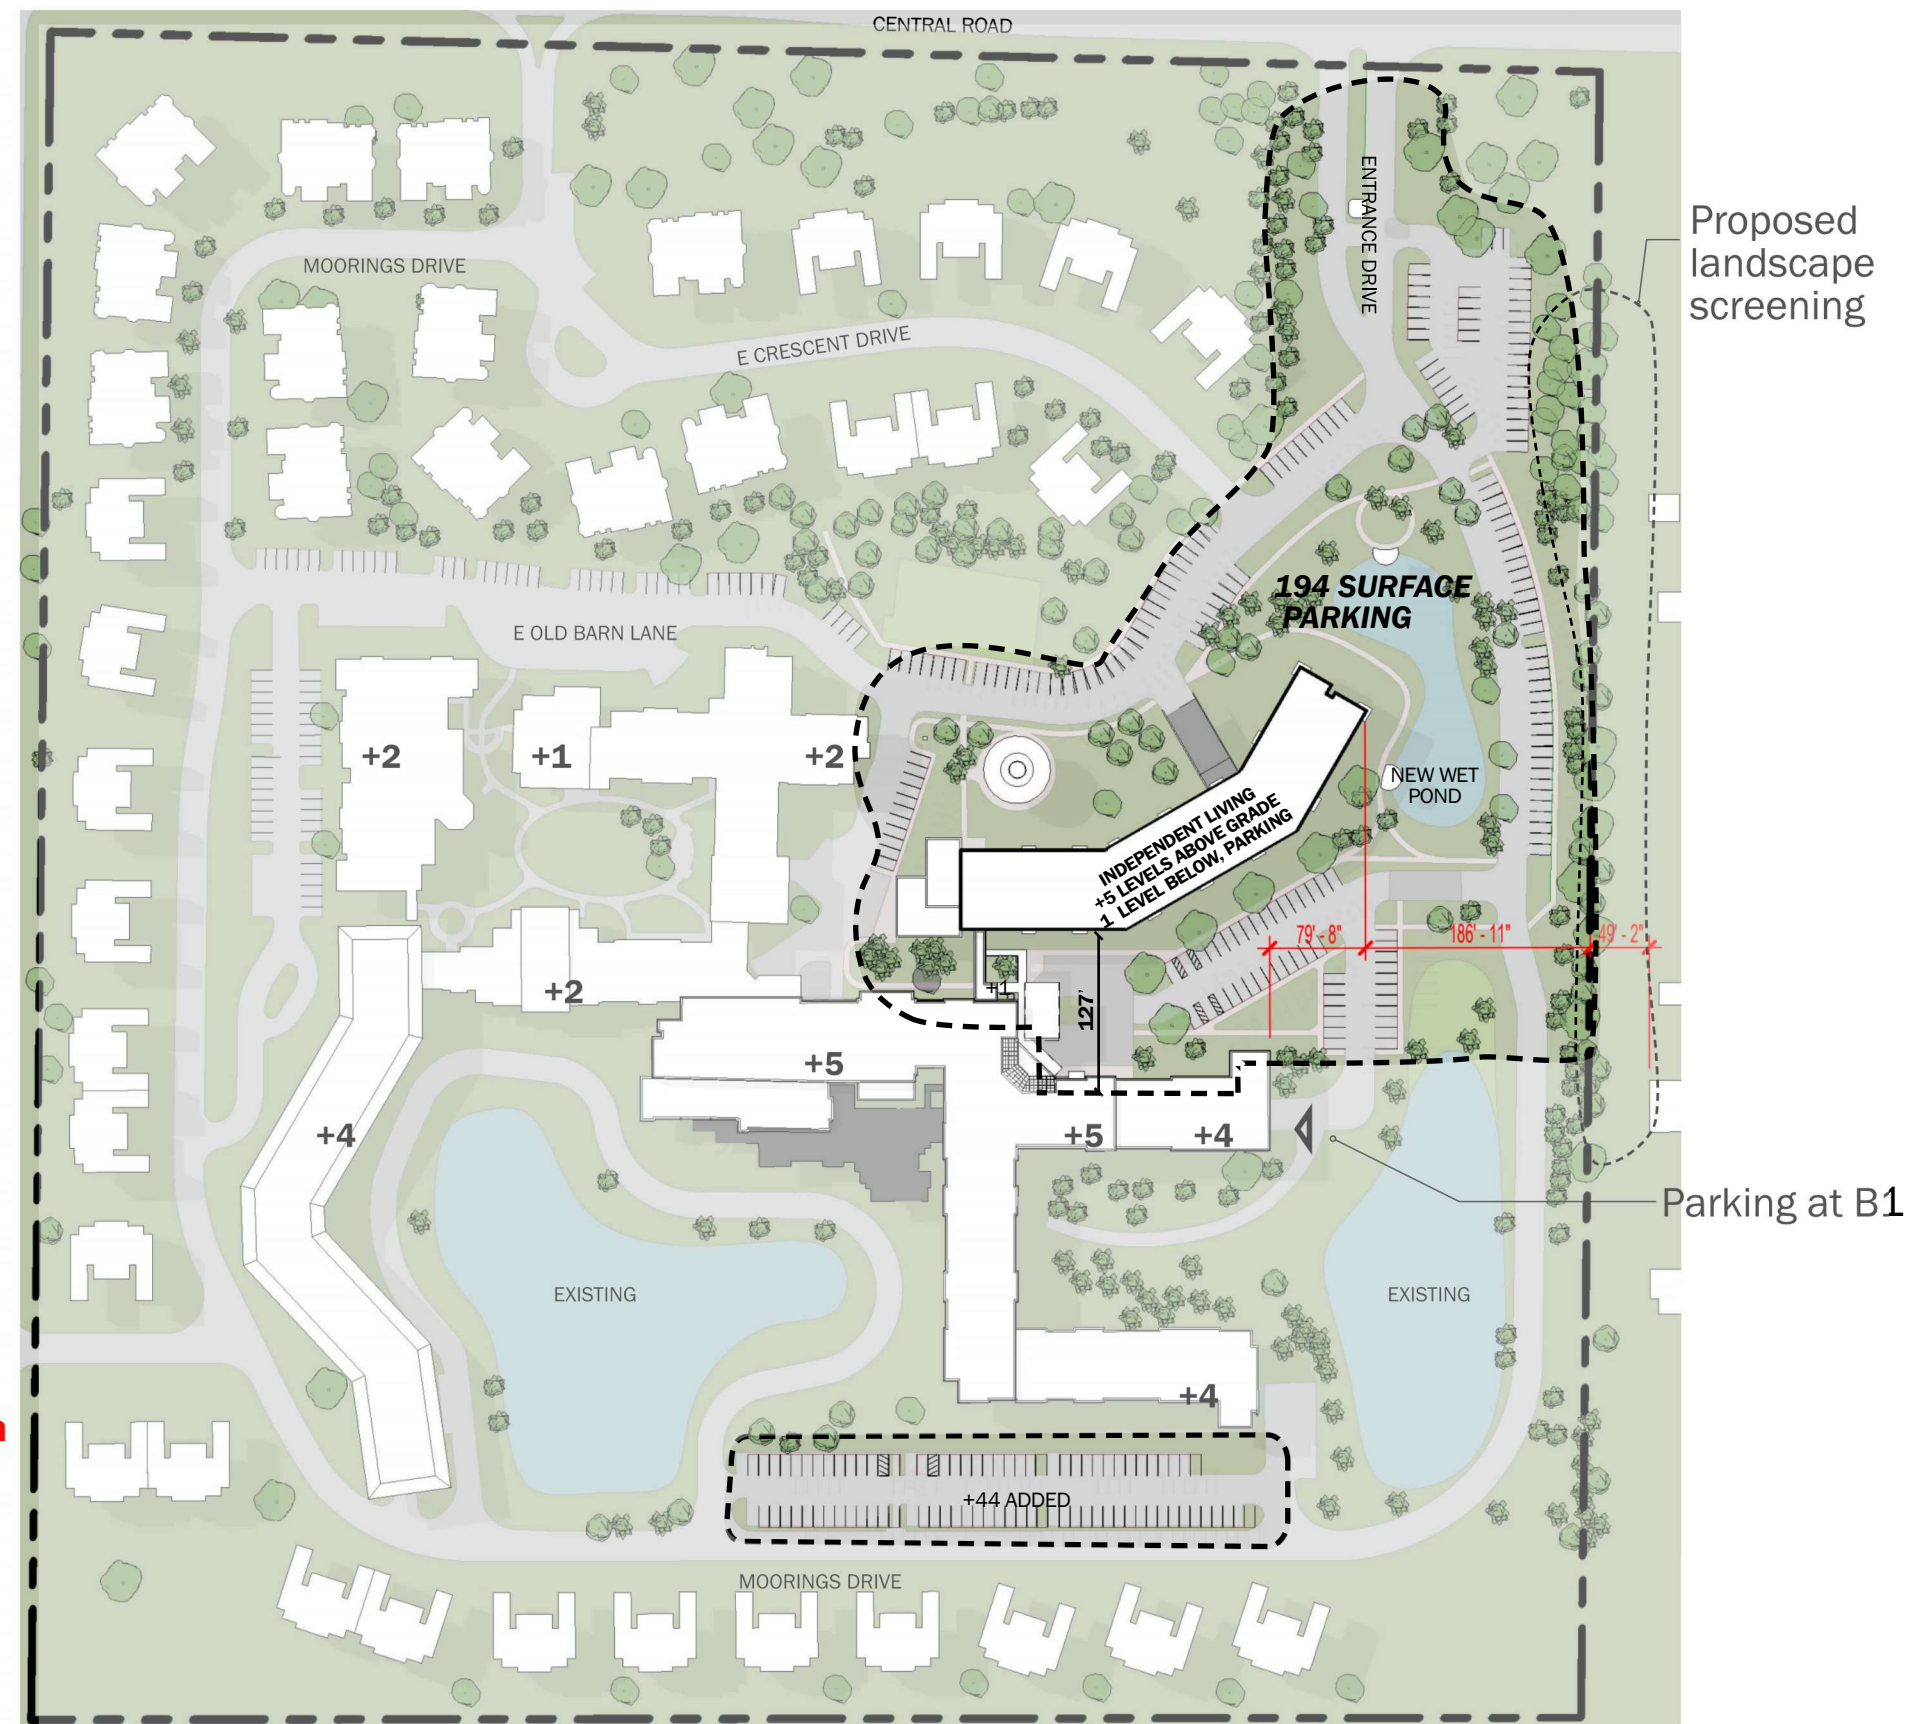 CENTRAL ROAD
ENTRANCE DRIVE
Proposed
landscape
screening
MOORINGS DRIVE
E CRESCENT DRIVE
194 SURFACE
PARKING
E OLD BARN LANE
+2
+1
+2
NEW WET
POND
INDEPENDENT LIVING
+5 LEVELS ABOVE GRADE
1 LEVEL BELOW, PARKING
79' - 8"
186' - 11"
49' - 2"
+2
+1
127'
+5
+4
+5
+4
Parking at B1
EXISTING
EXISTING
+4
+44 ADDED
MOORINGS DRIVE